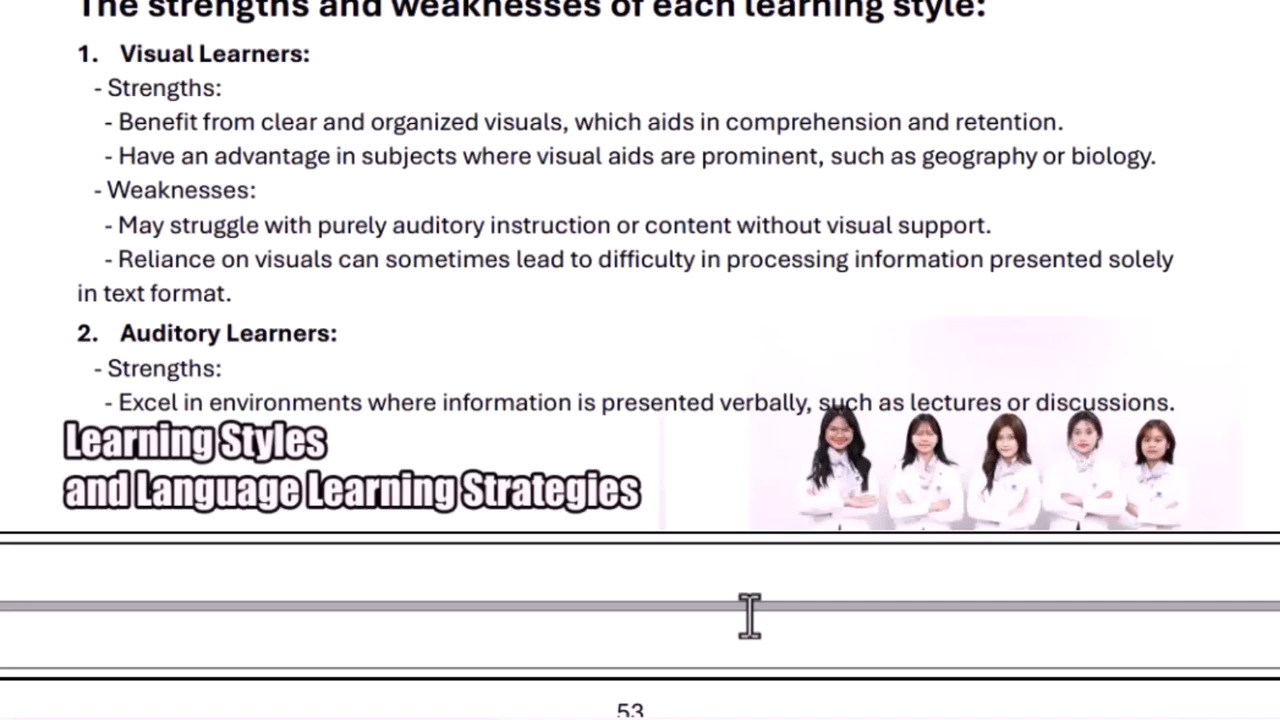 The strengths and weaknesses of each learning style:
1. Visual Learners:
- Strengths:
- Benefit from clear and organized visuals, which aids in comprehension and retention.
- Have an advantage in subjects where visual aids are prominent, such as geography or biology.
- Weaknesses:
- May struggle with purely auditory instruction or content without visual support.
- Reliance on visuals can sometimes lead to difficulty in processing information presented solely
in text format.
2. Auditory Learners:
- Strengths:
- Excel in environments where information is presented verbally, such as lectures or discussions.
Learning Styles
and Language Learning Strategies
53